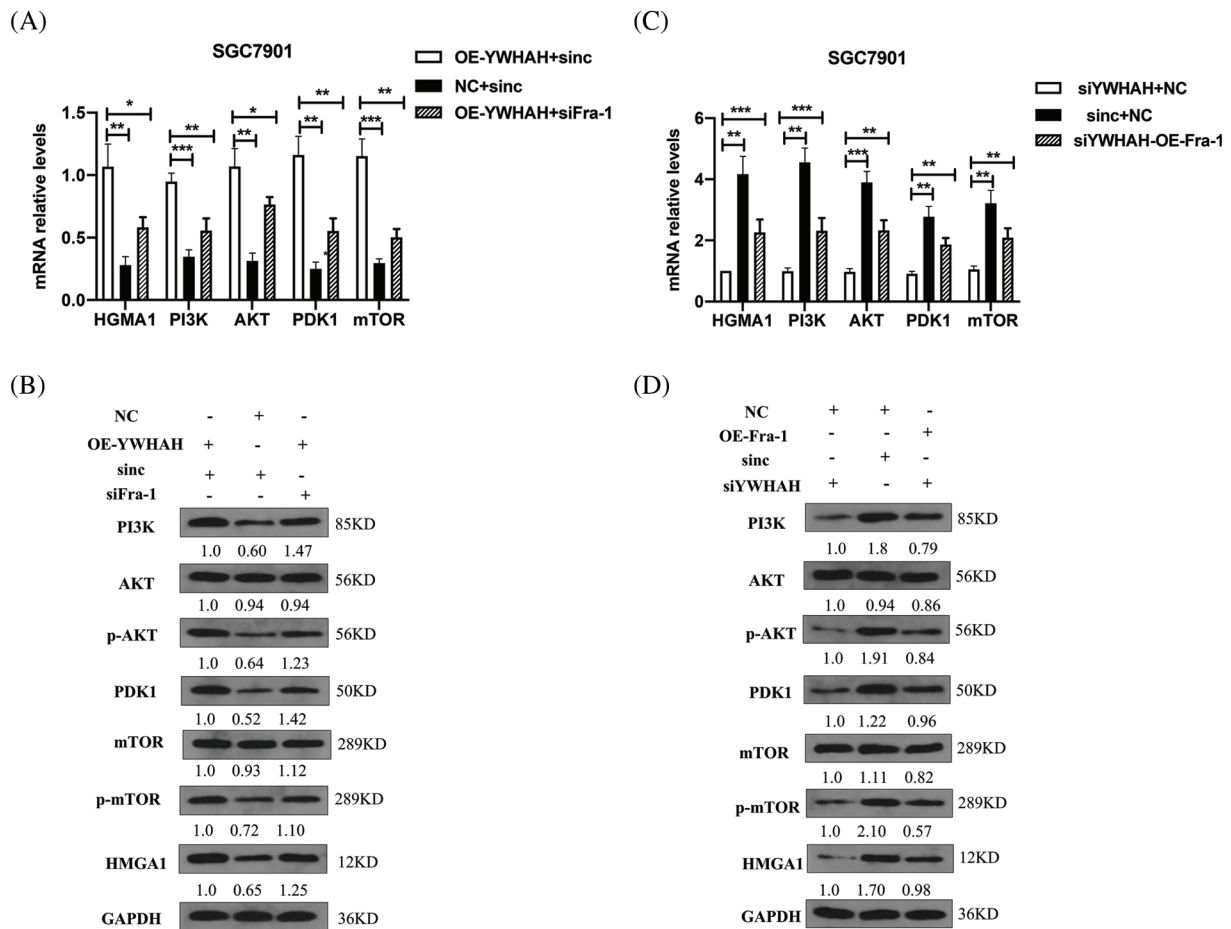 (A)
SGC7901
OE-YWHAH+sinc
NC+sinc
OE-YWHAH+siFra-1
mRNA relative levels
1.5
1.0
0.5
0.0
* ** ** *** * ** ** ** ** ***
*
HGMA1 PI3K AKT PDK1 mTOR
(C)
SGC7901
siYWHAH+NC
sinc+NC
siYWHAH-OE-Fra-1
mRNA relative levels
6
4
2
0
*** ** *** ** ** *** ** ** ** **
HGMA1 PI3K AKT PDK1 mTOR
(B)
NC - + -
OE-YWHAH + - +
sinc + + -
siFra-1 - - +
PI3K 85KD
1.0 0.60 1.47
AKT 56KD
1.0 0.94 0.94
p-AKT 56KD
1.0 0.64 1.23
PDK1 50KD
1.0 0.52 1.42
mTOR 289KD
1.0 0.93 1.12
p-mTOR 289KD
1.0 0.72 1.10
HMGA1 12KD
1.0 0.65 1.25
GAPDH 36KD
(D)
NC + + -
OE-Fra-1 - - +
sinc - + -
siYWHAH + - +
PI3K 85KD
1.0 1.8 0.79
AKT 56KD
1.0 0.94 0.86
p-AKT 56KD
1.0 1.91 0.84
PDK1 50KD
1.0 1.22 0.96
mTOR 289KD
1.0 1.11 0.82
p-mTOR 289KD
1.0 2.10 0.57
HMGA1 12KD
1.0 1.70 0.98
GAPDH 36KD